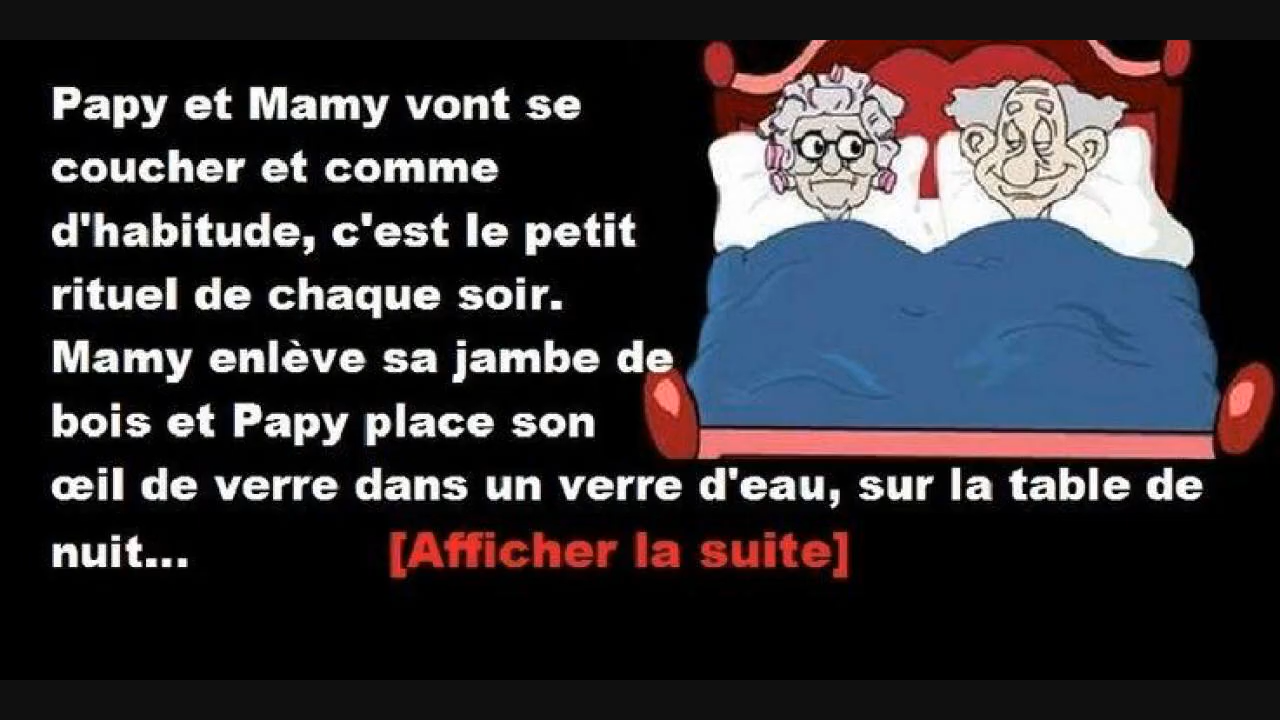 Papy et Mamy vont se
coucher et comme
d'habitude, c'est le petit
rituel de chaque soir.
Mamy enlève sa jambe de
bois et Papy place son
œil de verre dans un verre d'eau, sur la table de
nuit... [Afficher la suite]